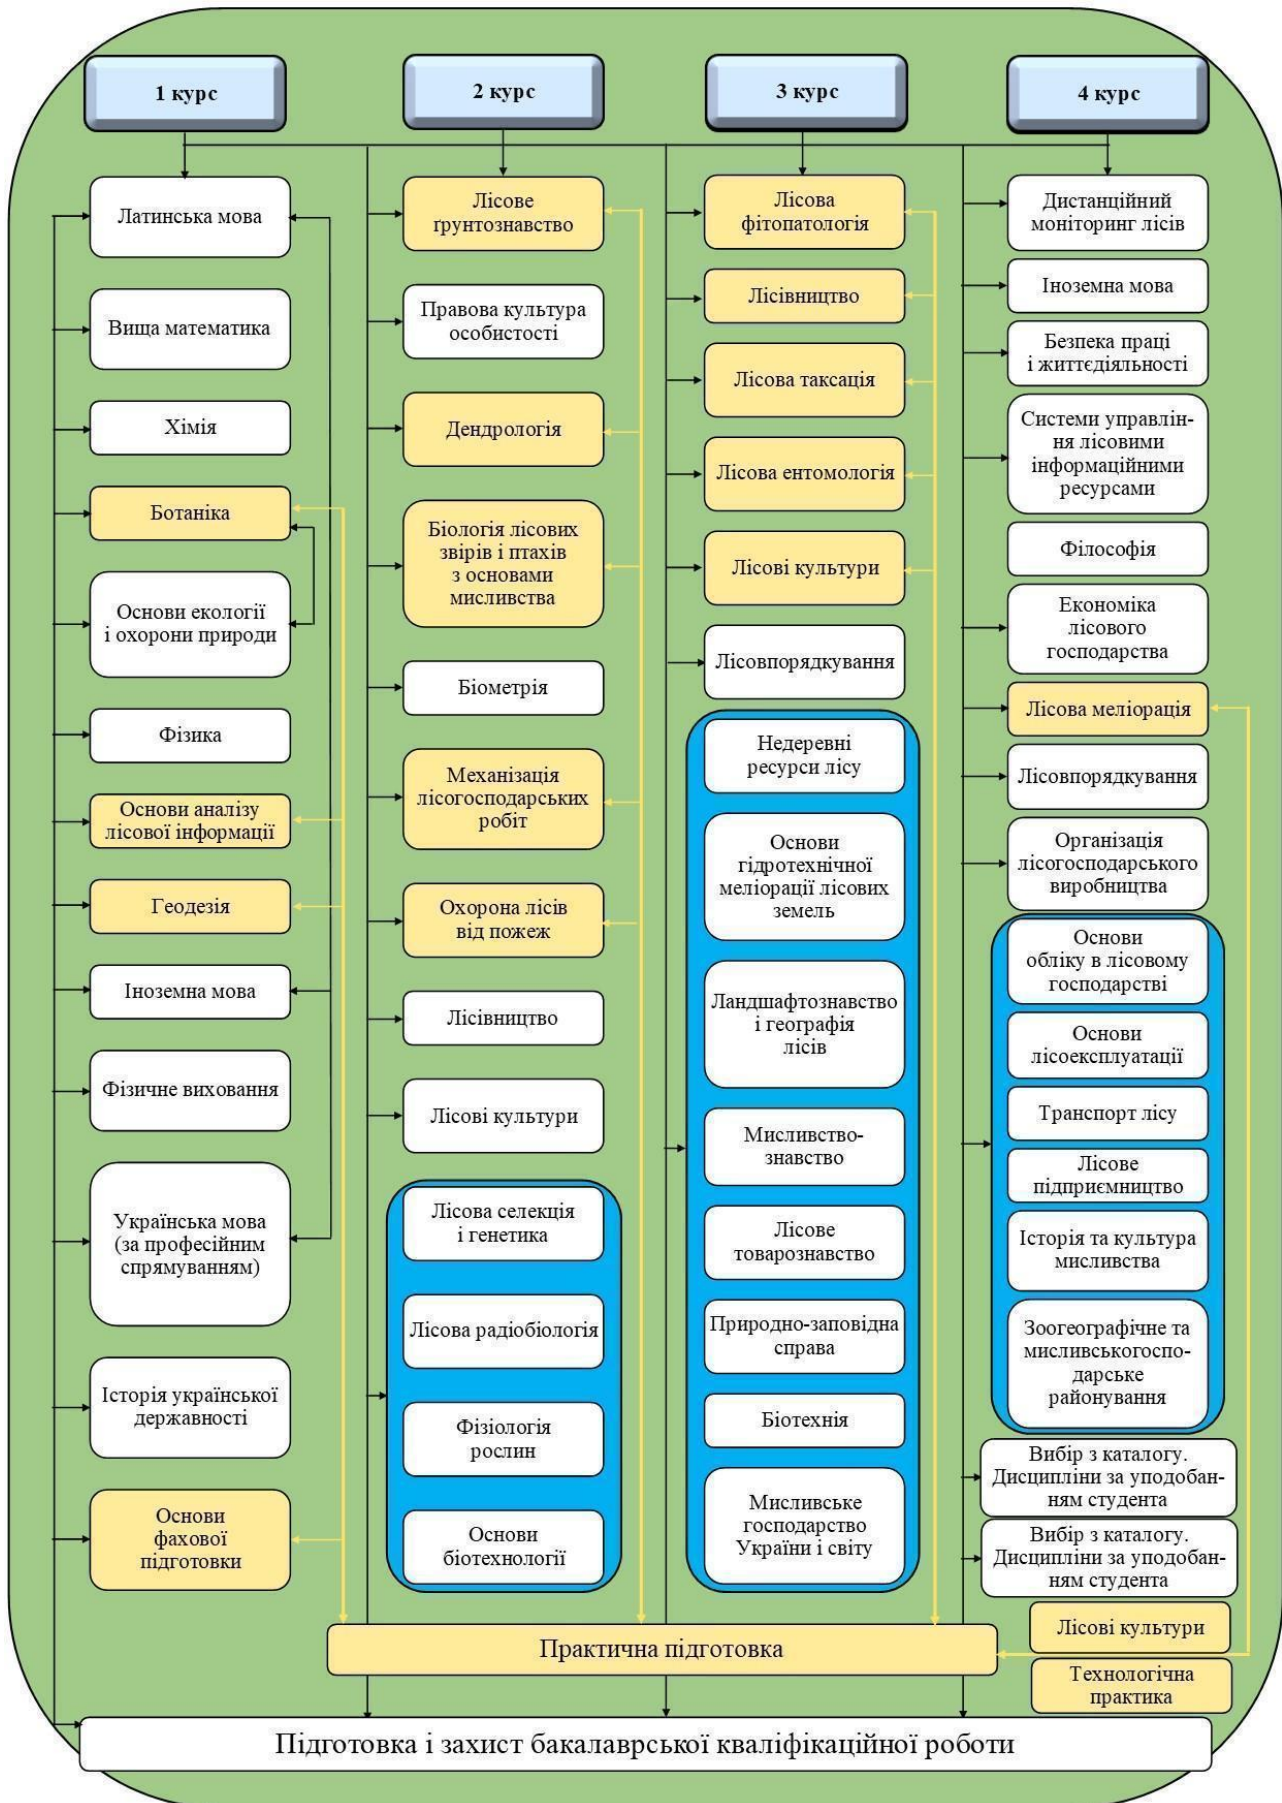 1 курс
2 курс
3 курс
4 курс
Латинська мова
Вища математика
Хімія
Ботаніка
Основи екології
і охорони природи
Фізика
Основи аналізу
лісової інформації
Геодезія
Іноземна мова
Фізичне виховання
Українська мова
(за професійним
спрямуванням)
Історія української
державності
Основи
фахової
підготовки
Лісове
ґрунтознавство
Правова культура
особистості
Дендрологія
Біологія лісових
звірів і птахів
з основами
мисливства
Біометрія
Механізація
лісогосподарських
робіт
Охорона лісів
від пожеж
Лісівництво
Лісові культури
Лісова селекція
і генетика
Лісова радіобіологія
Фізіологія
рослин
Основи
біотехнології
Лісова
фітопатологія
Лісівництво
Лісова таксація
Лісова ентомологія
Лісові культури
Лісовпорядкування
Недеревні
ресурси лісу
Основи
гідротехнічної
меліорації лісових
земель
Ландшафтознавство
і географія
лісів
Мисливство-
знавство
Лісове
товарознавство
Природно-заповідна
справа
Біотехнія
Мисливське
господарство
України і світу
Дистанційний
моніторинг лісів
Іноземна мова
Безпека праці
і життєдіяльності
Системи управлін-
ня лісовими
інформаційними
ресурсами
Філософія
Економіка
лісового
господарства
Лісова меліорація
Лісовпорядкування
Організація
лісогосподарського
виробництва
Основи
обліку в лісовому
господарстві
Основи
лісоексплуатації
Транспорт лісу
Лісове
підприємництво
Історія та культура
мисливства
Зоогеографічне та
мисливськогоспо-
дарське
районування
Вибір з каталогу.
Дисципліни за уподобан-
ням студента
Вибір з каталогу.
Дисципліни за уподобан-
ням студента
Лісові культури
Технологічна
практика
Практична підготовка
Підготовка і захист бакалаврської кваліфікаційної роботи